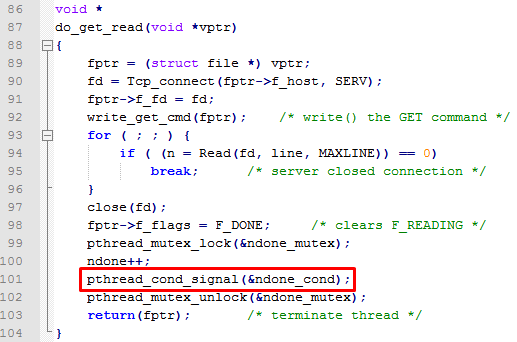 86 void *
87 do_get_read(void *vptr)
88 {
89 fptr = (struct file *) vptr;
90 fd = Tcp_connect(fptr->f_host, SERV);
91 fptr->f_fd = fd;
92 write_get_cmd(fptr); /* write() the GET command */
93 for ( ; ; ) {
94 if ( (n = Read(fd, line, MAXLINE)) == 0)
95 break; /* server closed connection */
96 }
97 close(fd);
98 fptr->f_flags = F_DONE; /* clears F_READING */
99 pthread_mutex_lock(&ndone_mutex);
100 ndone++;
101 pthread_cond_signal(&ndone_cond);
102 pthread_mutex_unlock(&ndone_mutex);
103 return(fptr); /* terminate thread */
104 }